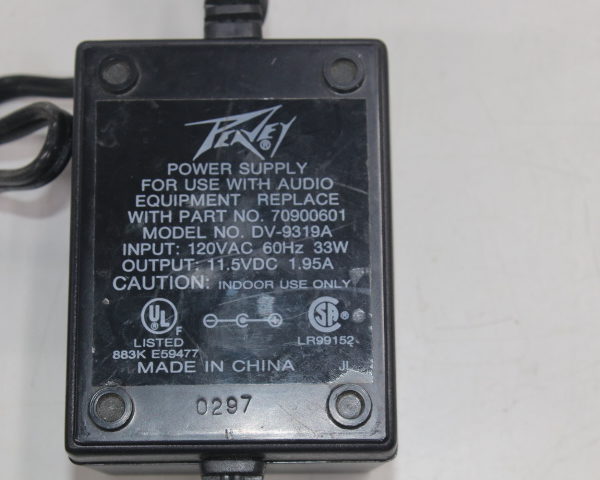 PEAVEY®
POWER SUPPLY
FOR USE WITH AUDIO
EQUIPMENT REPLACE
WITH PART NO. 70900601
MODEL NO. DV-9319A
INPUT: 120VAC 60Hz 33W
OUTPUT: 11.5VDC 1.95A
CAUTION: INDOOR USE ONLY
UL F SA ®
LISTED LR99152
883K E59477
MADE IN CHINA JL
0297